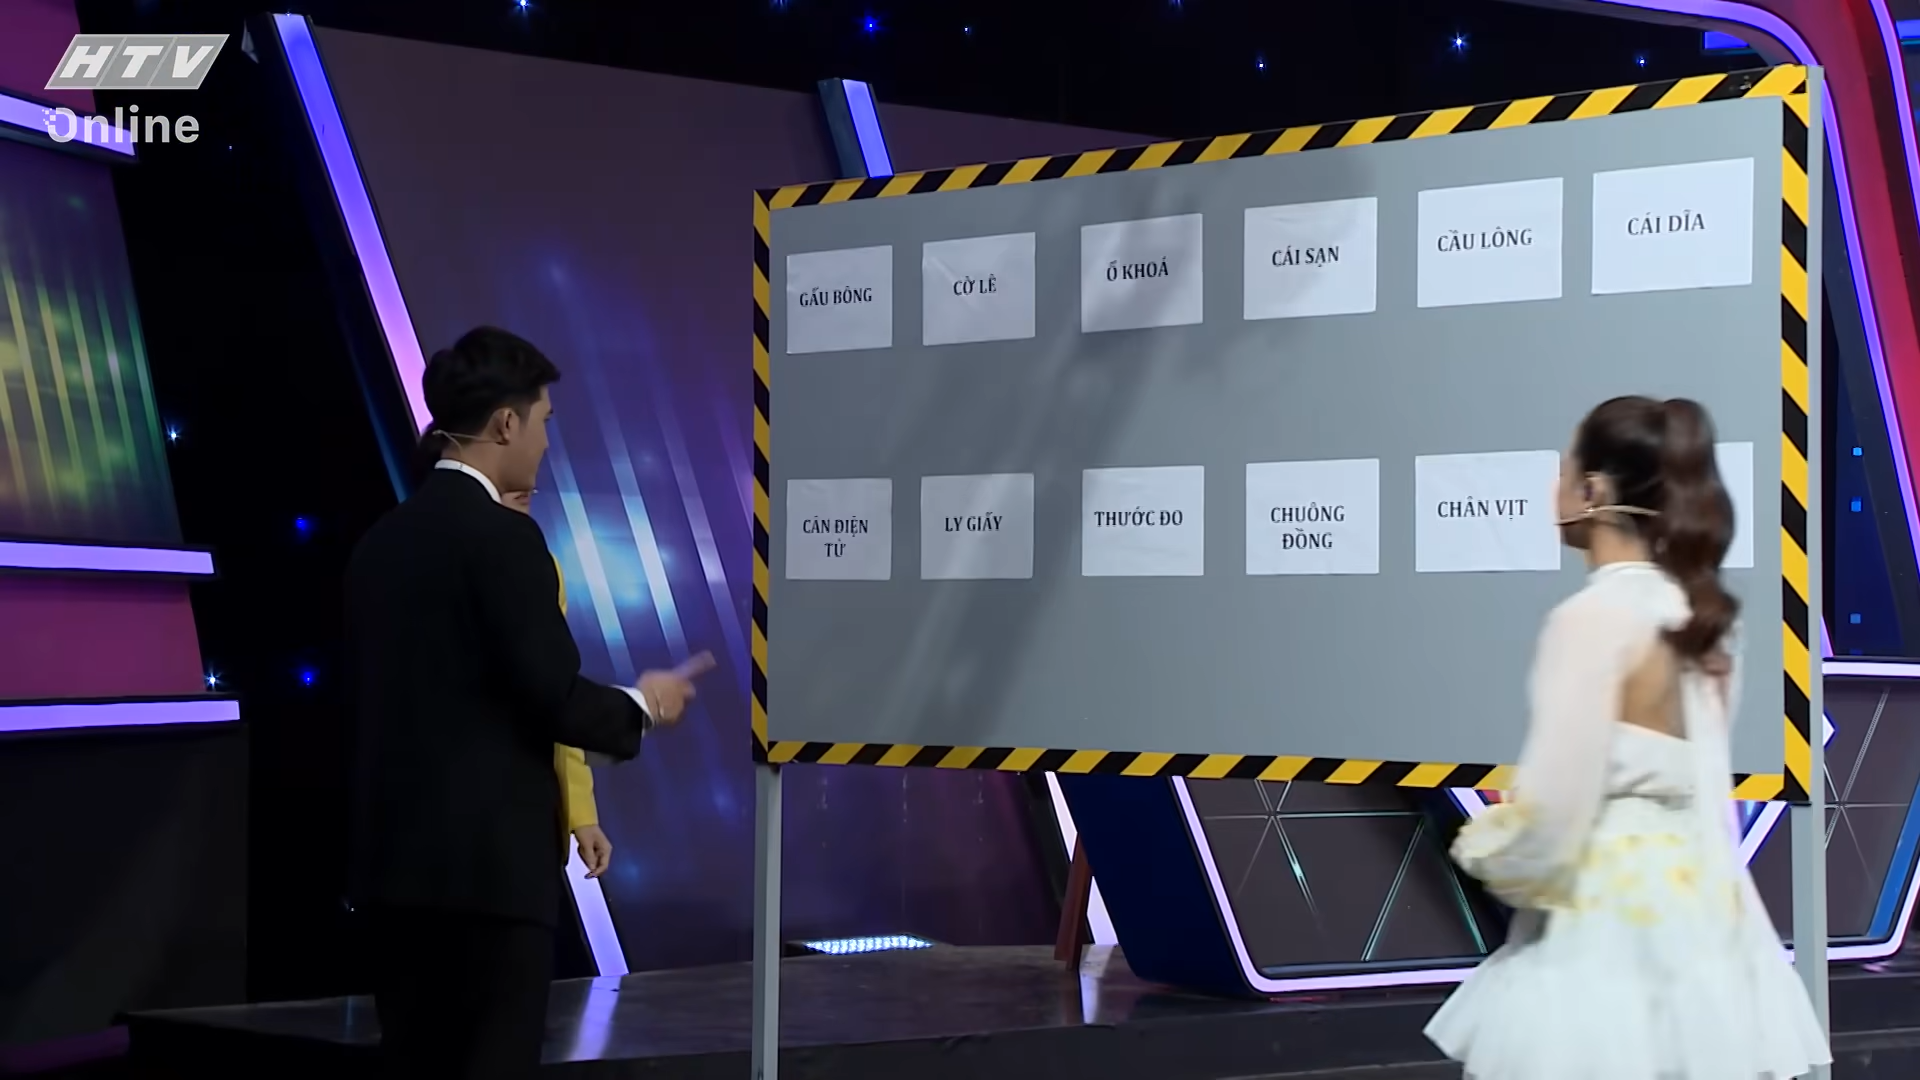 HTV
Online
GẤU BÔNG
CỜ LÊ
Ổ KHOÁ
CÁI SẠN
CẦU LÔNG
CÁI DĨA
CÂN ĐIỆN
TỬ
LY GIẤY
THƯỚC ĐO
CHUÔNG
ĐỒNG
CHÂN VỊT